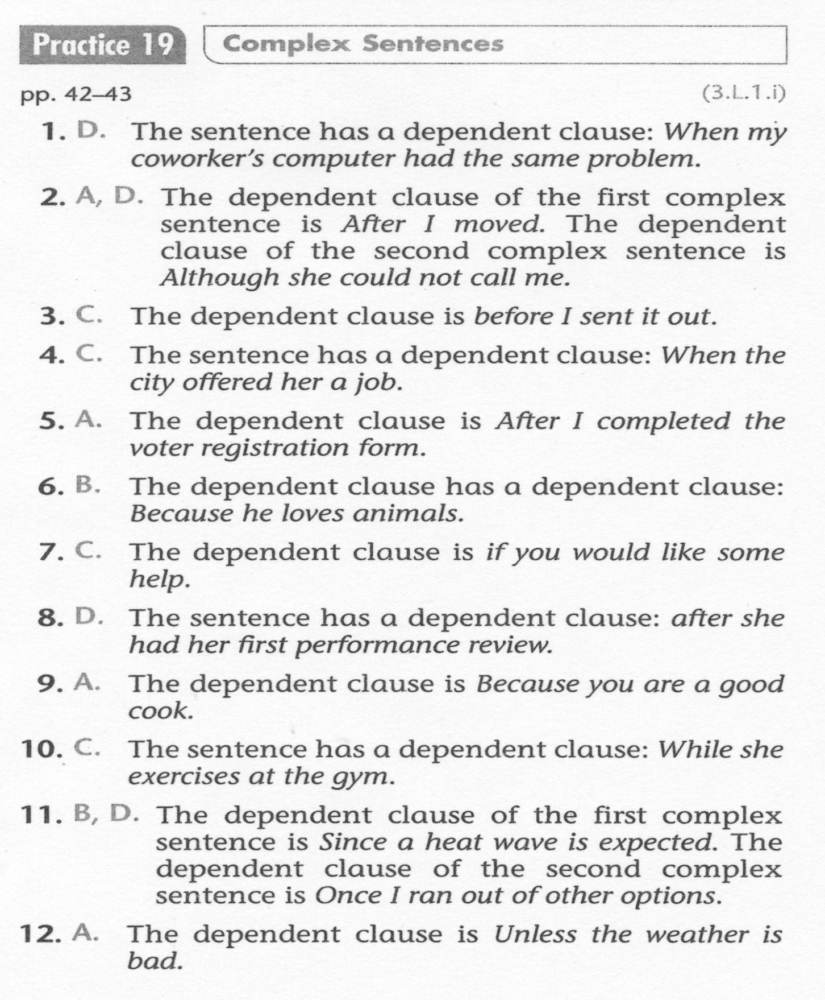 Practice 19 Complex Sentences
pp. 42–43 (3.L.1.i)
1. D. The sentence has a dependent clause: When my
coworker's computer had the same problem.
2. A, D. The dependent clause of the first complex
sentence is After I moved. The dependent
clause of the second complex sentence is
Although she could not call me.
3. C. The dependent clause is before I sent it out.
4. C. The sentence has a dependent clause: When the
city offered her a job.
5. A. The dependent clause is After I completed the
voter registration form.
6. B. The dependent clause has a dependent clause:
Because he loves animals.
7. C. The dependent clause is if you would like some
help.
8. D. The sentence has a dependent clause: after she
had her first performance review.
9. A. The dependent clause is Because you are a good
cook.
10. C. The sentence has a dependent clause: While she
exercises at the gym.
11. B, D. The dependent clause of the first complex
sentence is Since a heat wave is expected. The
dependent clause of the second complex
sentence is Once I ran out of other options.
12. A. The dependent clause is Unless the weather is
bad.